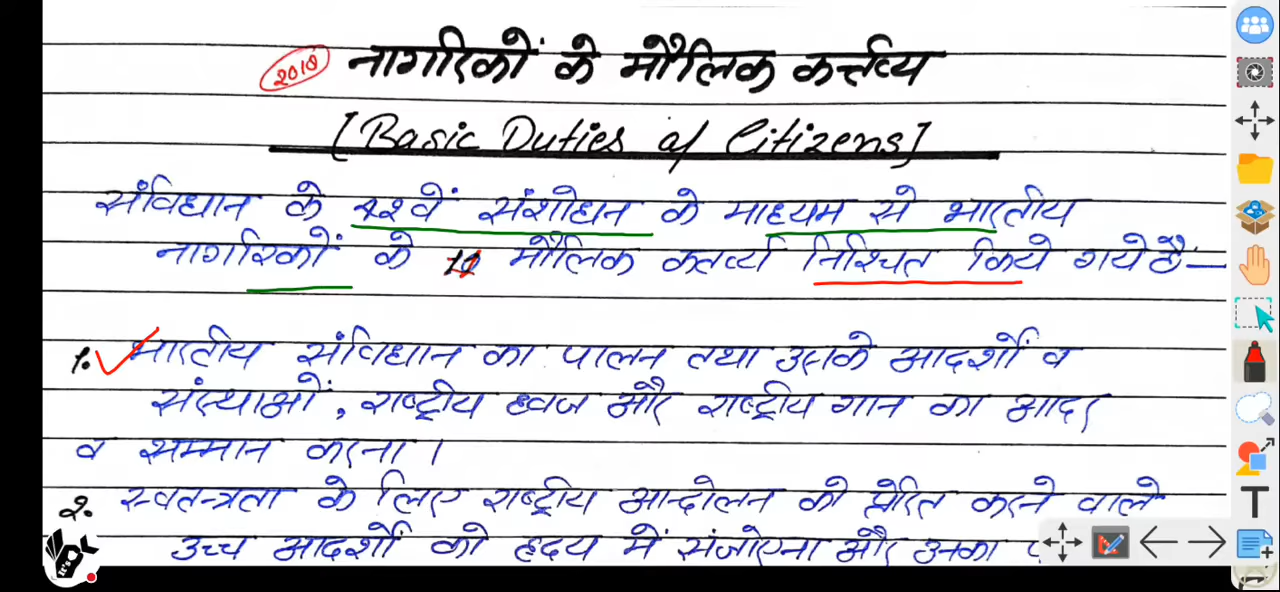 2010 नागरिकों के मौलिक कर्त्तव्य
[Basic Duties of Citizens]
संविधान के 42वें संशोधन के माध्यम से भारतीय
नागरिकों के मौलिक कर्तव्य निश्चित किये गये हैं—
1. भारतीय संविधान का पालन तथा उसके आदर्शों व
संस्थाओं, राष्ट्रीय ध्वज और राष्ट्रीय गान का आदर
व सम्मान करना।
2. स्वतन्त्रता के लिए राष्ट्रीय आन्दोलन को प्रेरित करने वाले
उच्च आदर्शों को हृदय में संजोएना और उनका